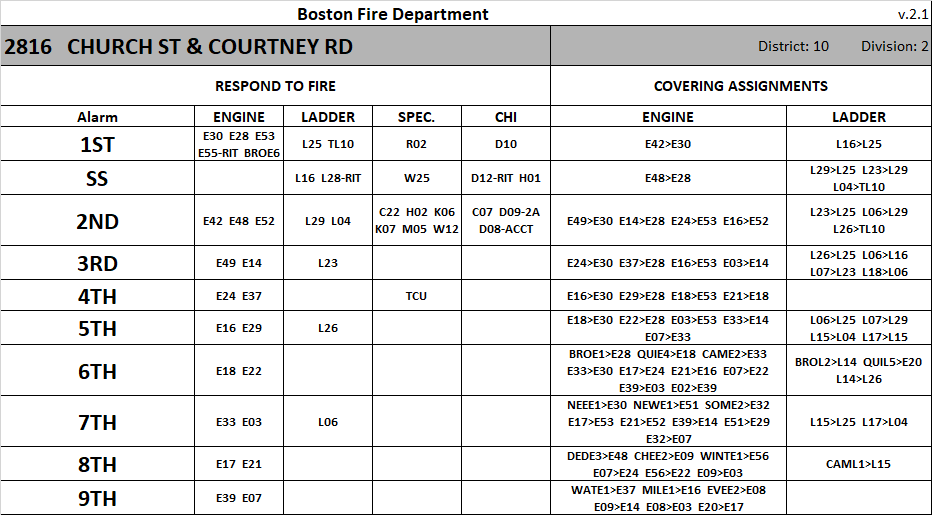 Boston Fire Department v.2.1
2816 CHURCH ST & COURTNEY RD District: 10 Division: 2
RESPOND TO FIRE COVERING ASSIGNMENTS
Alarm ENGINE LADDER SPEC. CHI ENGINE LADDER
1ST
E30 E28 E53
E55-RIT BROE6
L25 TL10
R02
D10
E42>E30
L16>L25
SS
L16 L28-RIT
W25
D12-RIT H01
E48>E28
L29>L25 L23>L29
L04>TL10
2ND
E42 E48 E52
L29 L04
C22 H02 K06
K07 M05 W12
C07 D09-2A
D08-ACCT
E49>E30 E14>E28 E24>E53 E16>E52
L23>L25 L06>L29
L26>TL10
3RD
E49 E14
L23
E24>E30 E37>E28 E16>E53 E03>E14
L26>L25 L06>L16
L07>L23 L18>L06
4TH
E24 E37
TCU
E16>E30 E29>E28 E18>E53 E21>E18
5TH
E16 E29
L26
E18>E30 E22>E28 E03>E53 E33>E14
E07>E33
L06>L25 L07>L29
L15>L04 L17>L15
6TH
E18 E22
BROE1>E28 QUIE4>E18 CAME2>E33
E33>E30 E17>E24 E21>E16 E07>E22
E39>E03 E02>E39
BROL2>L14 QUIL5>E20
L14>L26
7TH
E33 E03
L06
NEEE1>E30 NEWE1>E51 SOME2>E32
E17>E53 E21>E52 E39>E14 E51>E29
E32>E07
L15>L25 L17>L04
8TH
E17 E21
DEDE3>E48 CHEE2>E09 WINTE1>E56
E07>E24 E56>E22 E09>E03
CAML1>L15
9TH
E39 E07
WATE1>E37 MILE1>E16 EVEE2>E08
E09>E14 E08>E03 E20>E17